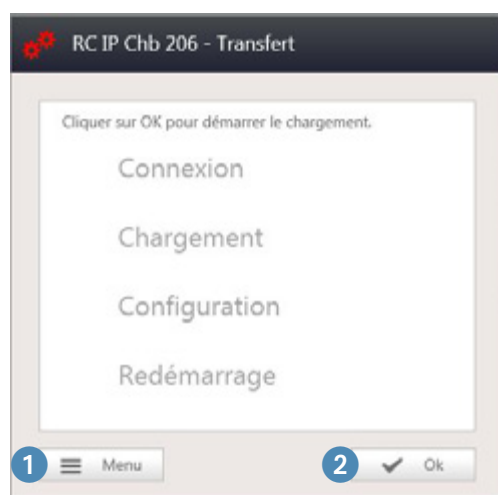 RC IP Chb 206 - Transfert
Cliquer sur OK pour démarrer le chargement.
Connexion
Chargement
Configuration
Redémarrage
1 Menu 2 Ok